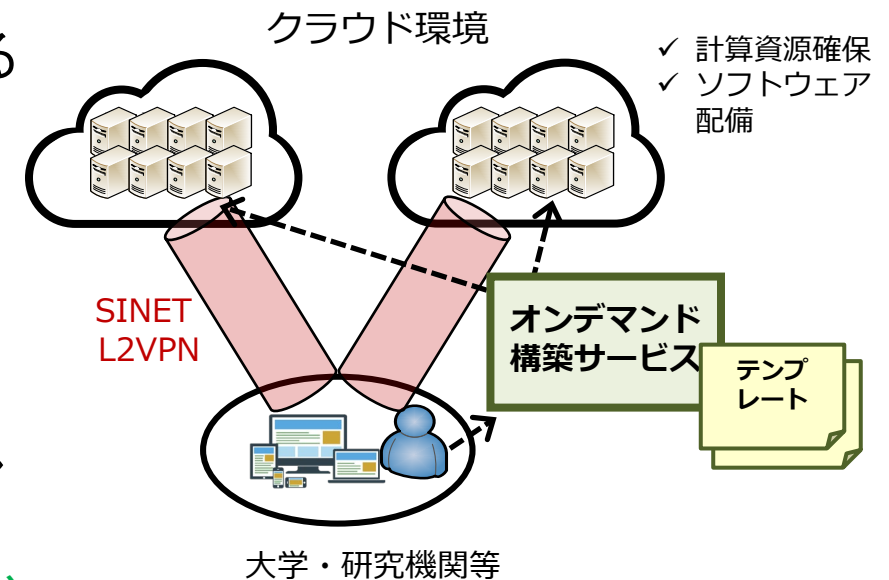 る
クラウド環境
✓ 計算資源確保
✓ ソフトウェア
配備
SINET
L2VPN
オンデマンド
構築サービス
テンプ
レート
大学・研究機関等